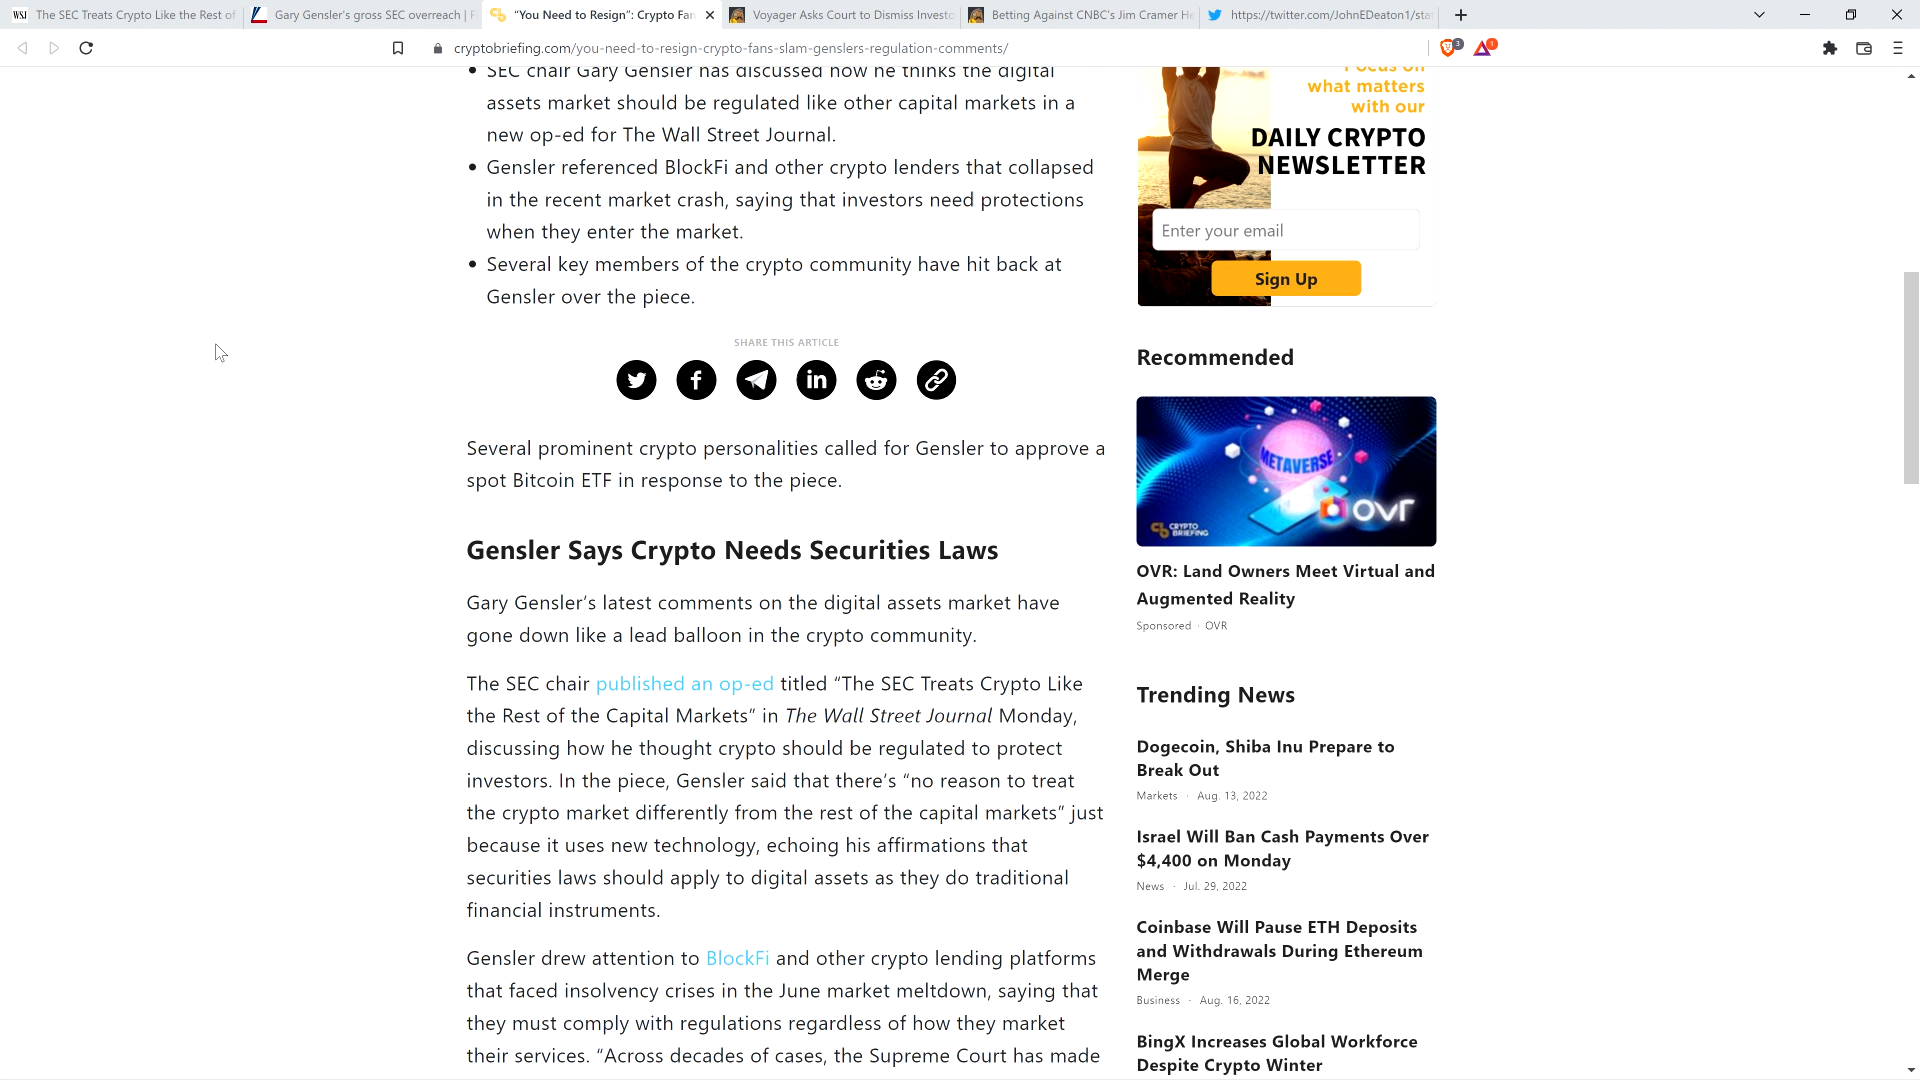 The SEC Treats Crypto Like the Rest of
Gary Gensler's gross SEC overreach |
“You Need to Resign”: Crypto Fan
Voyager Asks Court to Dismiss Investo
Betting Against CNBC's Jim Cramer He
https://twitter.com/JohnEDeaton1/sta
cryptobriefing.com/you-need-to-resign-crypto-fans-slam-genslers-regulation-comments/
SEC chair Gary Gensler has discussed how he thinks the digital
assets market should be regulated like other capital markets in a
new op-ed for The Wall Street Journal.
Gensler referenced BlockFi and other crypto lenders that collapsed
in the recent market crash, saying that investors need protections
when they enter the market.
Several key members of the crypto community have hit back at
Gensler over the piece.
SHARE THIS ARTICLE
Several prominent crypto personalities called for Gensler to approve a
spot Bitcoin ETF in response to the piece.
Gensler Says Crypto Needs Securities Laws
Gary Gensler’s latest comments on the digital assets market have
gone down like a lead balloon in the crypto community.
The SEC chair published an op-ed titled “The SEC Treats Crypto Like
the Rest of the Capital Markets” in The Wall Street Journal Monday,
discussing how he thought crypto should be regulated to protect
investors. In the piece, Gensler said that there’s “no reason to treat
the crypto market differently from the rest of the capital markets” just
because it uses new technology, echoing his affirmations that
securities laws should apply to digital assets as they do traditional
financial instruments.
Gensler drew attention to BlockFi and other crypto lending platforms
that faced insolvency crises in the June market meltdown, saying that
they must comply with regulations regardless of how they market
their services. “Across decades of cases, the Supreme Court has made
Focus on
what matters
with our
DAILY CRYPTO
NEWSLETTER
Enter your email
Sign Up
Recommended
METAVERSE
ovr
CRYPTO
BRIEFING
OVR: Land Owners Meet Virtual and
Augmented Reality
Sponsored · OVR
Trending News
Dogecoin, Shiba Inu Prepare to
Break Out
Markets · Aug. 13, 2022
Israel Will Ban Cash Payments Over
$4,400 on Monday
News · Jul. 29, 2022
Coinbase Will Pause ETH Deposits
and Withdrawals During Ethereum
Merge
Business · Aug. 16, 2022
BingX Increases Global Workforce
Despite Crypto Winter